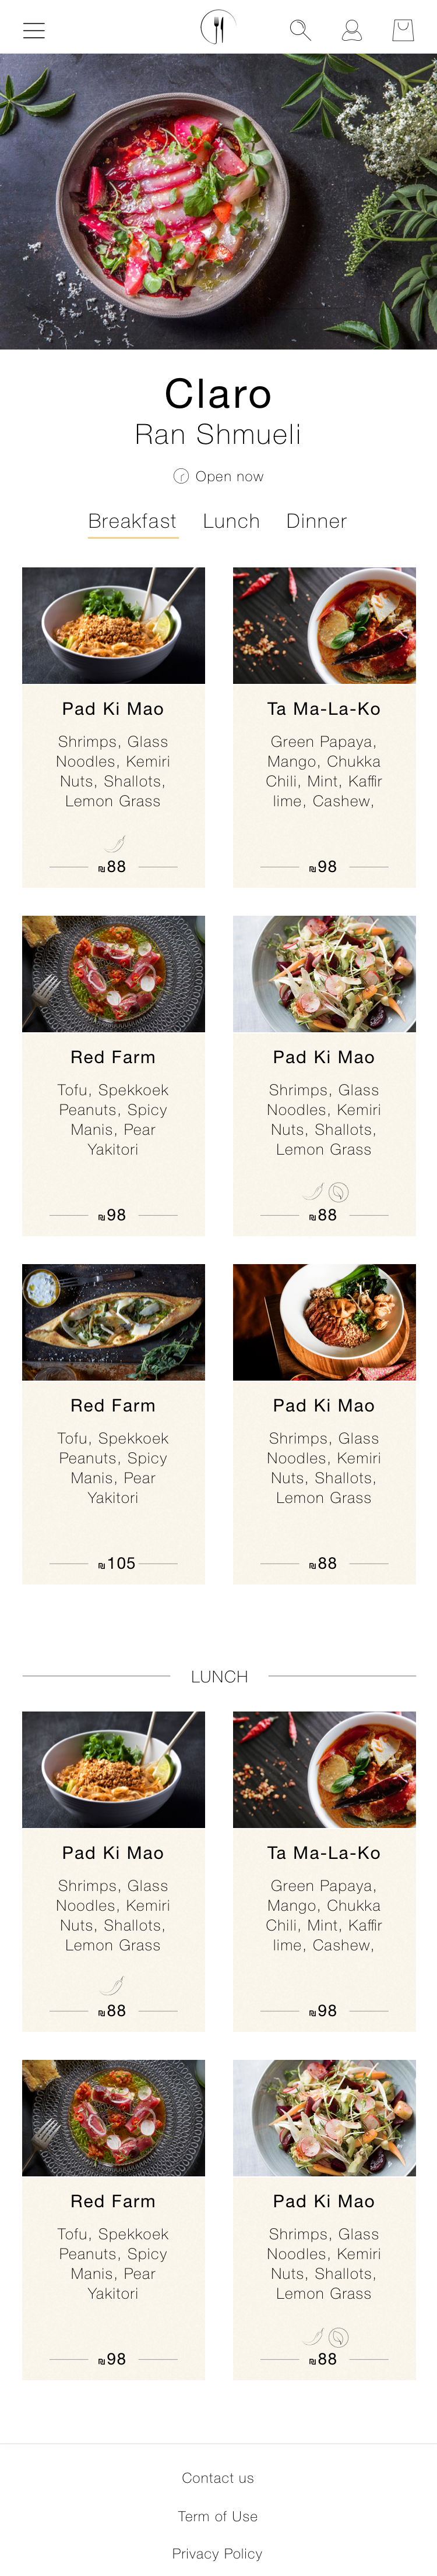 Claro
Ran Shmueli
Open now
Breakfast Lunch Dinner
Pad Ki Mao
Shrimps, Glass
Noodles, Kemiri
Nuts, Shallots,
Lemon Grass
₪88
Ta Ma-La-Ko
Green Papaya,
Mango, Chukka
Chili, Mint, Kaffir
lime, Cashew,
₪98
Red Farm
Tofu, Spekkoek
Peanuts, Spicy
Manis, Pear
Yakitori
₪98
Pad Ki Mao
Shrimps, Glass
Noodles, Kemiri
Nuts, Shallots,
Lemon Grass
₪88
Red Farm
Tofu, Spekkoek
Peanuts, Spicy
Manis, Pear
Yakitori
₪105
Pad Ki Mao
Shrimps, Glass
Noodles, Kemiri
Nuts, Shallots,
Lemon Grass
₪88
LUNCH
Pad Ki Mao
Shrimps, Glass
Noodles, Kemiri
Nuts, Shallots,
Lemon Grass
₪88
Ta Ma-La-Ko
Green Papaya,
Mango, Chukka
Chili, Mint, Kaffir
lime, Cashew,
₪98
Red Farm
Tofu, Spekkoek
Peanuts, Spicy
Manis, Pear
Yakitori
₪98
Pad Ki Mao
Shrimps, Glass
Noodles, Kemiri
Nuts, Shallots,
Lemon Grass
₪88
Contact us
Term of Use
Privacy Policy